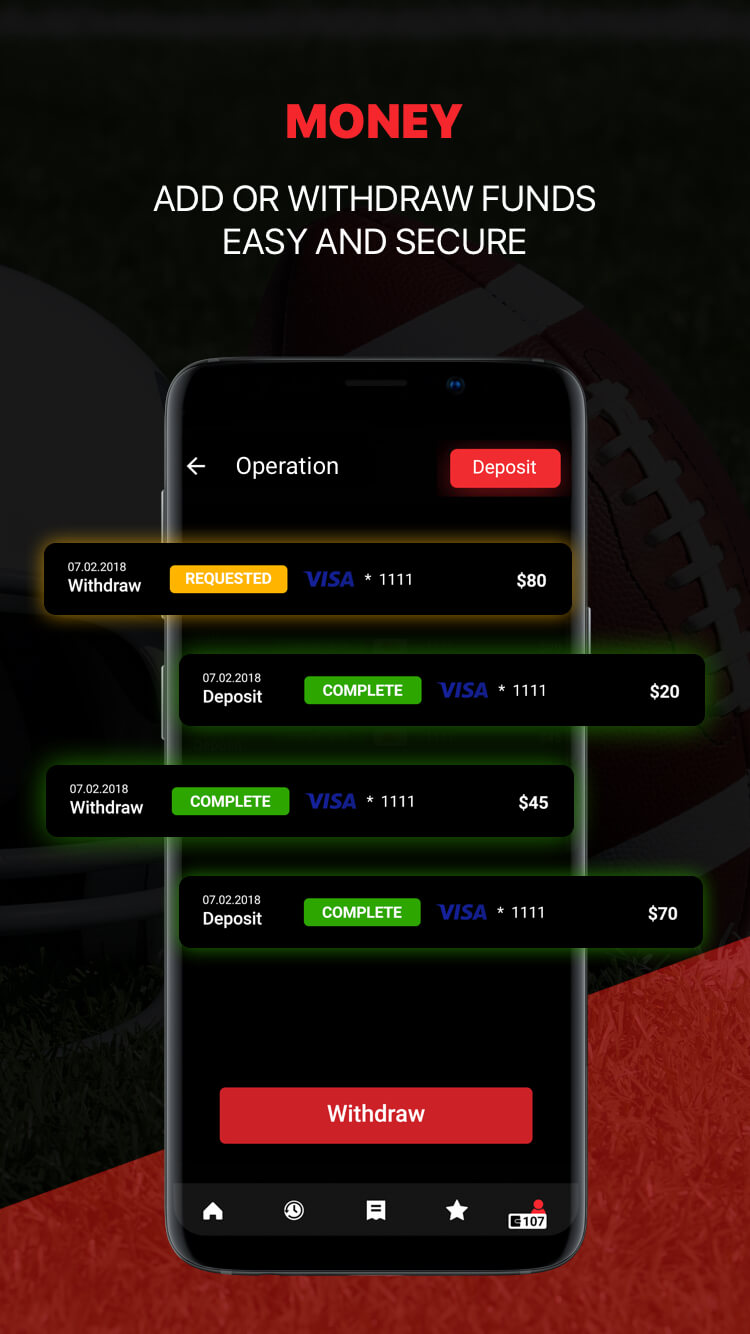 MONEY
ADD OR WITHDRAW FUNDS
EASY AND SECURE
Operation
Deposit
07.02.2018
Withdraw
REQUESTED
VISA
* 1111
$80
07.02.2018
Deposit
COMPLETE
VISA
* 1111
$20
07.02.2018
Withdraw
COMPLETE
VISA
* 1111
$45
07.02.2018
Deposit
COMPLETE
VISA
* 1111
$70
Withdraw
107